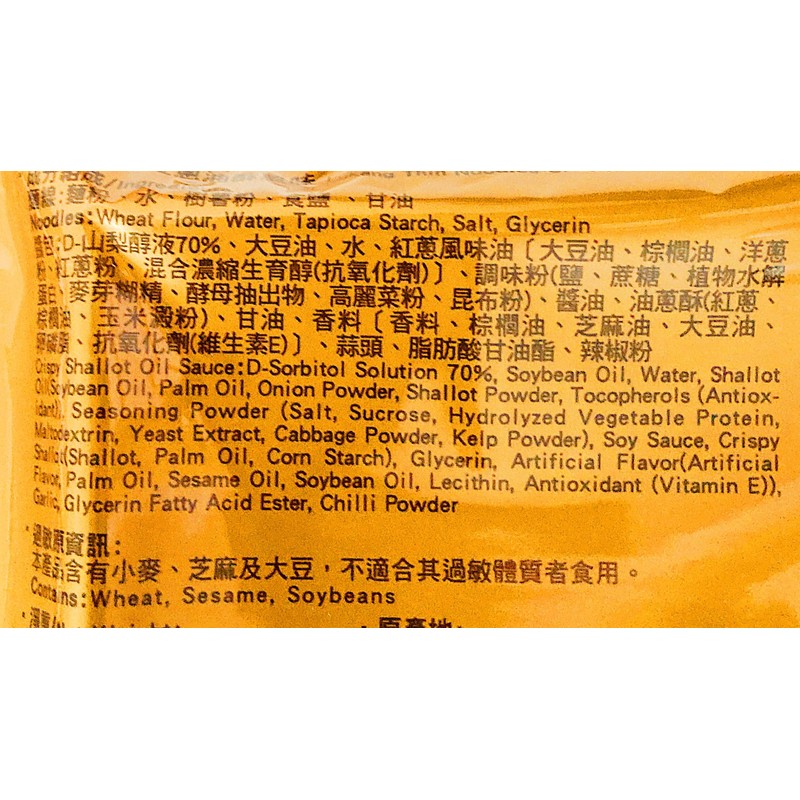 麵線:麵粉、水、樹薯粉、食鹽、甘油
Noodles:Wheat Flour, Water, Tapioca Starch, Salt, Glycerin
醬包:D-山梨醇液70%、大豆油、水、紅蔥風味油〔大豆油、棕櫚油、洋蔥
粉、紅蔥粉、混合濃縮生育醇(抗氧化劑)〕、調味粉(鹽、蔗糖、植物水解
蛋白、麥芽糊精、酵母抽出物、高麗菜粉、昆布粉)、醬油、油蔥酥(紅蔥、
棕櫚油、玉米澱粉)、甘油、香料〔香料、棕櫚油、芝麻油、大豆油、
卵磷脂、抗氧化劑(維生素E)〕、蒜頭、脂肪酸甘油酯、辣椒粉
Crispy Shallot Oil Sauce:D-Sorbitol Solution 70%, Soybean Oil, Water, Shallot
Oil(Soybean Oil, Palm Oil, Onion Powder, Shallot Powder, Tocopherols (Antiox-
idant)), Seasoning Powder (Salt, Sucrose, Hydrolyzed Vegetable Protein,
Maltodextrin, Yeast Extract, Cabbage Powder, Kelp Powder), Soy Sauce, Crispy
Shallot(Shallot, Palm Oil, Corn Starch), Glycerin, Artificial Flavor(Artificial
Flavor, Palm Oil, Sesame Oil, Soybean Oil, Lecithin, Antioxidant (Vitamin E)),
Garlic, Glycerin Fatty Acid Ester, Chilli Powder
·過敏原資訊:
本產品含有小麥、芝麻及大豆,不適合其過敏體質者食用。
Contains:Wheat, Sesame, Soybeans
·原產地: